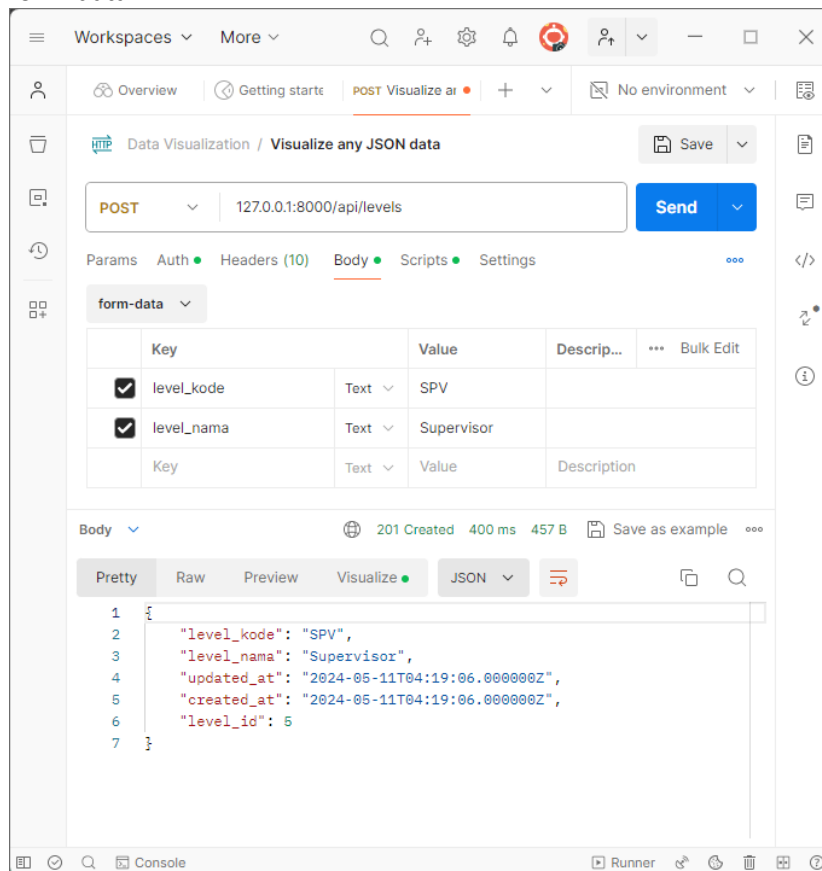 Workspaces More
Overview Getting starte POST Visualize ar + No environment
HTTP Data Visualization / Visualize any JSON data Save
POST 127.0.0.1:8000/api/levels Send
Params Auth Headers (10) Body Scripts Settings
form-data
Key Value Descrip... Bulk Edit
level_kode Text SPV
level_nama Text Supervisor
Key Text Value Description
Body 201 Created 400 ms 457 B Save as example
Pretty Raw Preview Visualize JSON
1 {
2 "level_kode": "SPV",
3 "level_nama": "Supervisor",
4 "updated_at": "2024-05-11T04:19:06.000000Z",
5 "created_at": "2024-05-11T04:19:06.000000Z",
6 "level_id": 5
7 }
Console Runner